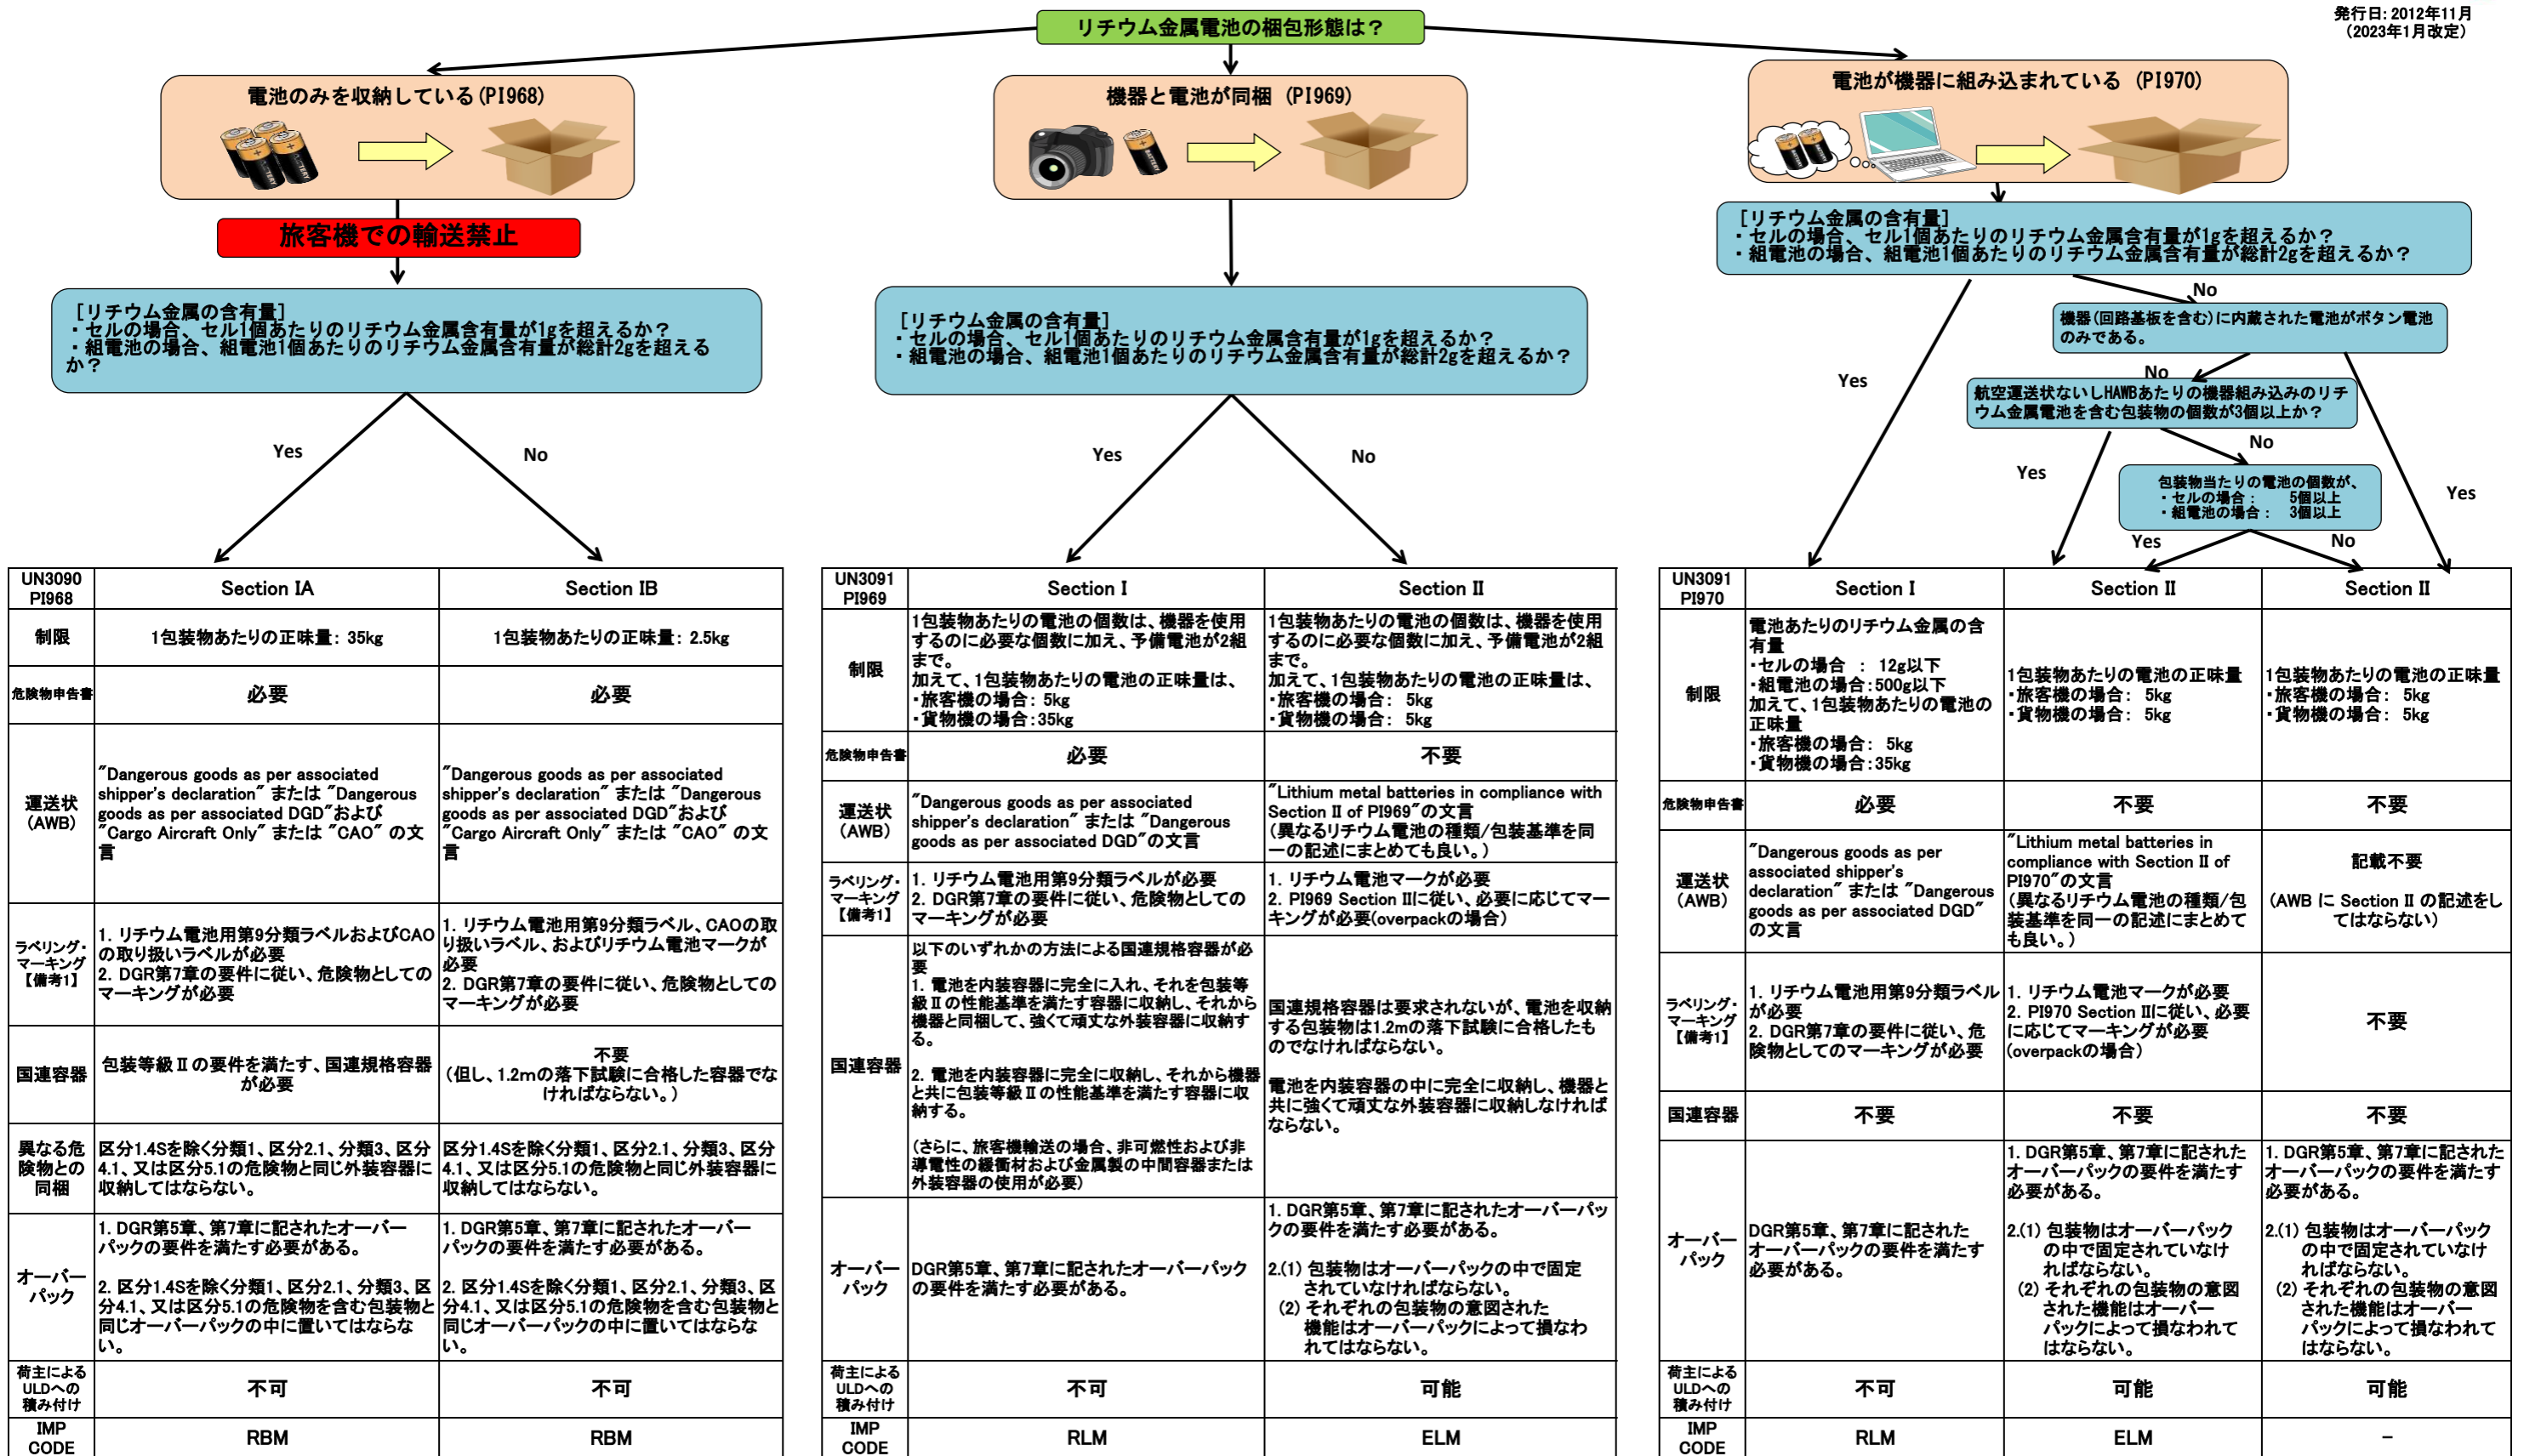 発行日: 2012年11月
(2023年1月改定)
リチウム金属電池の梱包形態は？
電池のみを収納している(PI968)
旅客機での輸送禁止
[リチウム金属の含有量]
・セルの場合、セル1個あたりのリチウム金属含有量が1gを超えるか？
・組電池の場合、組電池1個あたりのリチウム金属含有量が総計2gを超える
か？
Yes
No
機器と電池が同梱 (PI969)
BATTERY
[リチウム金属の含有量]
・セルの場合、セル1個あたりのリチウム金属含有量が1gを超えるか？
・組電池の場合、組電池1個あたりのリチウム金属含有量が総計2gを超えるか？
Yes
No
電池が機器に組み込まれている (PI970)
[リチウム金属の含有量]
・セルの場合、セル1個あたりのリチウム金属含有量が1gを超えるか？
・組電池の場合、組電池1個あたりのリチウム金属含有量が総計2gを超えるか？
No
機器(回路基板を含む)に内蔵された電池がボタン電池
のみである。
Yes
No
航空運送状ないしHAWBあたりの機器組み込みのリチ
ウム金属電池を含む包装物の個数が3個以上か？
No
Yes
包装物当たりの電池の個数が、
・セルの場合： 5個以上
・組電池の場合： 3個以上
Yes
Yes
No
UN3090
PI968
Section IA
Section IB
制限
1包装物あたりの正味量: 35kg
1包装物あたりの正味量: 2.5kg
危険物申告書
必要
必要
運送状
(AWB)
"Dangerous goods as per associated
shipper's declaration" または "Dangerous
goods as per associated DGD"および
"Cargo Aircraft Only" または "CAO" の文
言
"Dangerous goods as per associated
shipper's declaration" または "Dangerous
goods as per associated DGD"および
"Cargo Aircraft Only" または "CAO" の文
言
ラベリング・
マーキング
【備考1】
1. リチウム電池用第9分類ラベルおよびCAO
の取り扱いラベルが必要
2. DGR第7章の要件に従い、危険物としての
マーキングが必要
1. リチウム電池用第9分類ラベル、CAOの取
り扱いラベル、およびリチウム電池マークが
必要
2. DGR第7章の要件に従い、危険物としての
マーキングが必要
国連容器
包装等級Ⅱの要件を満たす、国連規格容器
が必要
不要
(但し、1.2mの落下試験に合格した容器でな
ければならない。)
異なる危
険物との
同梱
区分1.4Sを除く分類1、区分2.1、分類3、区分
4.1、又は区分5.1の危険物と同じ外装容器に
収納してはならない。
区分1.4Sを除く分類1、区分2.1、分類3、区分
4.1、又は区分5.1の危険物と同じ外装容器に
収納してはならない。
オーバー
パック
1. DGR第5章、第7章に記されたオーバー
パックの要件を満たす必要がある。
2. 区分1.4Sを除く分類1、区分2.1、分類3、区
分4.1、又は区分5.1の危険物を含む包装物と
同じオーバーパックの中に置いてはならな
い。
1. DGR第5章、第7章に記されたオーバー
パックの要件を満たす必要がある。
2. 区分1.4Sを除く分類1、区分2.1、分類3、区
分4.1、又は区分5.1の危険物を含む包装物と
同じオーバーパックの中に置いてはならな
い。
荷主による
ULDへの
積み付け
不可
不可
IMP
CODE
RBM
RBM
UN3091
PI969
Section I
Section II
制限
1包装物あたりの電池の個数は、機器を使用
するのに必要な個数に加え、予備電池が2組
まで。
加えて、1包装物あたりの電池の正味量は、
・旅客機の場合: 5kg
・貨物機の場合:35kg
1包装物あたりの電池の個数は、機器を使用
するのに必要な個数に加え、予備電池が2組
まで。
加えて、1包装物あたりの電池の正味量は、
・旅客機の場合: 5kg
・貨物機の場合: 5kg
危険物申告書
必要
不要
運送状
(AWB)
"Dangerous goods as per associated
shipper's declaration" または "Dangerous
goods as per associated DGD"の文言
"Lithium metal batteries in compliance with
Section II of PI969"の文言
(異なるリチウム電池の種類/包装基準を同
一の記述にまとめても良い。)
ラベリング・
マーキング
【備考1】
1. リチウム電池用第9分類ラベルが必要
2. DGR第7章の要件に従い、危険物としての
マーキングが必要
1. リチウム電池マークが必要
2. PI969 Section IIに従い、必要に応じてマー
キングが必要(overpackの場合)
国連容器
以下のいずれかの方法による国連規格容器が必
要
1. 電池を内装容器に完全に入れ、それを包装等
級Ⅱの性能基準を満たす容器に収納し、それから
機器と同梱して、強くて頑丈な外装容器に収納す
る。
2. 電池を内装容器に完全に収納し、それから機器
と共に包装等級Ⅱの性能基準を満たす容器に収
納する。
(さらに、旅客機輸送の場合、非可燃性および非
導電性の緩衝材および金属製の中間容器または
外装容器の使用が必要)
国連規格容器は要求されないが、電池を収納
する包装物は1.2mの落下試験に合格したも
のでなければならない。
電池を内装容器の中に完全に収納し、機器と
共に強くて頑丈な外装容器に収納しなければ
ならない。
オーバー
パック
DGR第5章、第7章に記されたオーバーパック
の要件を満たす必要がある。
1. DGR第5章、第7章に記されたオーバーパッ
クの要件を満たす必要がある。
2.(1) 包装物はオーバーパックの中で固定
されていなければならない。
(2) それぞれの包装物の意図された
機能はオーバーパックによって損なわ
れてはならない。
荷主による
ULDへの
積み付け
不可
可能
IMP
CODE
RLM
ELM
UN3091
PI970
Section I
Section II
Section II
制限
電池あたりのリチウム金属の含
有量
・セルの場合 : 12g以下
・組電池の場合:500g以下
加えて、1包装物あたりの電池の
正味量
・旅客機の場合: 5kg
・貨物機の場合:35kg
1包装物あたりの電池の正味量
・旅客機の場合: 5kg
・貨物機の場合: 5kg
1包装物あたりの電池の正味量
・旅客機の場合: 5kg
・貨物機の場合: 5kg
危険物申告書
必要
不要
不要
運送状
(AWB)
"Dangerous goods as per
associated shipper's
declaration" または "Dangerous
goods as per associated DGD"
の文言
"Lithium metal batteries in
compliance with Section II of
PI970"の文言
(異なるリチウム電池の種類/包
装基準を同一の記述にまとめて
も良い。)
記載不要
(AWB に Section II の記述をし
てはならない)
ラベリング・
マーキング
【備考1】
1. リチウム電池用第9分類ラベル
が必要
2. DGR第7章の要件に従い、危
険物としてのマーキングが必要
1. リチウム電池マークが必要
2. PI970 Section IIに従い、必要
に応じてマーキングが必要
(overpackの場合)
不要
国連容器
不要
不要
不要
オーバー
パック
DGR第5章、第7章に記された
オーバーパックの要件を満たす
必要がある。
1. DGR第5章、第7章に記された
オーバーパックの要件を満たす
必要がある。
2.(1) 包装物はオーバーパック
の中で固定されていなけ
ればならない。
(2) それぞれの包装物の意図
された機能はオーバー
パックによって損なわれて
はならない。
1. DGR第5章、第7章に記された
オーバーパックの要件を満たす
必要がある。
2.(1) 包装物はオーバーパック
の中で固定されていなけ
ればならない。
(2) それぞれの包装物の意図
された機能はオーバー
パックによって損なわれて
はならない。
荷主による
ULDへの
積み付け
不可
可能
可能
IMP
CODE
RLM
ELM
－